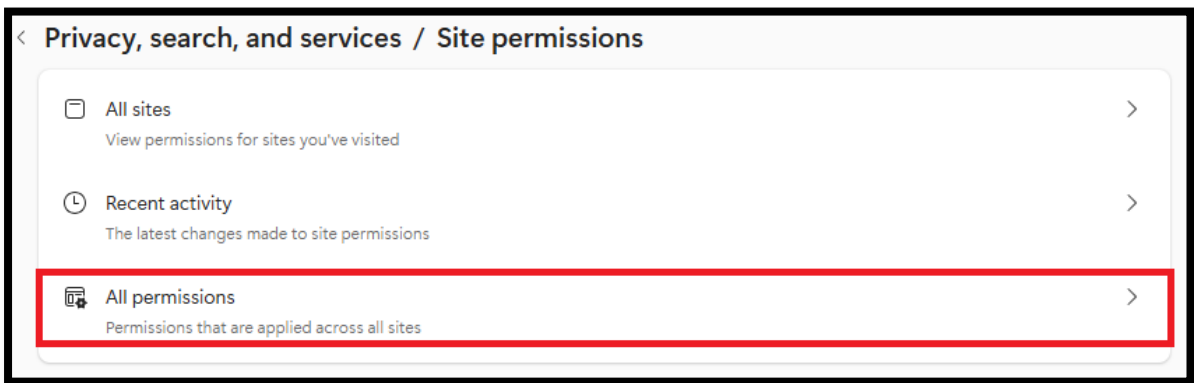 Privacy, search, and services / Site permissions
All sites
View permissions for sites you've visited
Recent activity
The latest changes made to site permissions
All permissions
Permissions that are applied across all sites